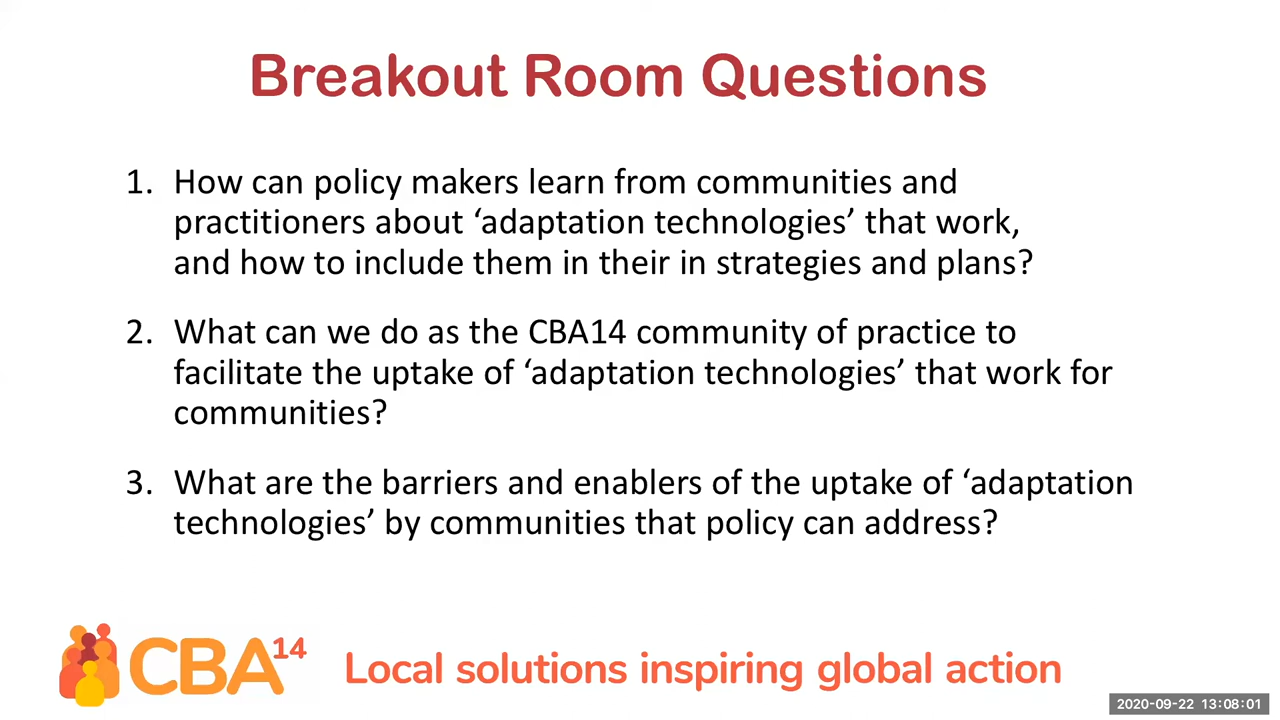 Breakout Room Questions
1. How can policy makers learn from communities and
practitioners about ‘adaptation technologies’ that work,
and how to include them in their in strategies and plans?
2. What can we do as the CBA14 community of practice to
facilitate the uptake of ‘adaptation technologies’ that work for
communities?
3. What are the barriers and enablers of the uptake of ‘adaptation
technologies’ by communities that policy can address?
CBA14
Local solutions inspiring global action
2020-09-22 13:08:01